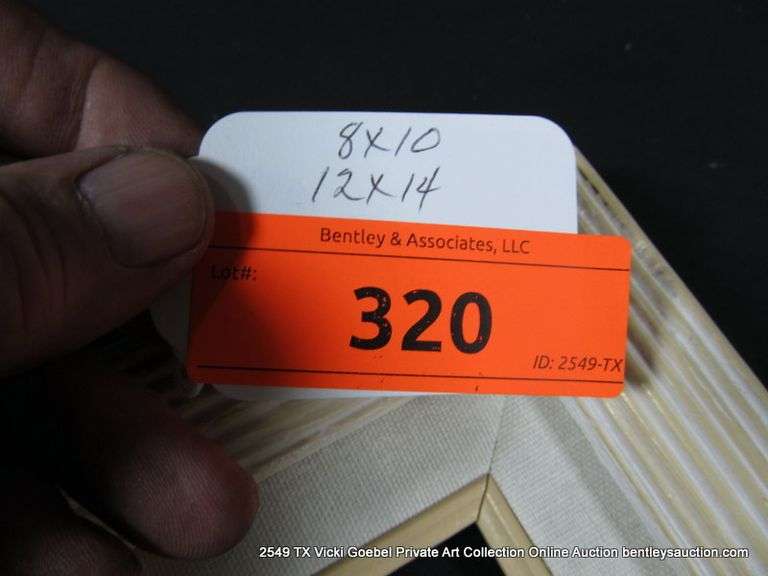 8X10
12X14
Bentley & Associates, LLC
Lot#:
320
ID: 2549-TX
2549 TX Vicki Goebel Private Art Collection Online Auction bentleysauction.com